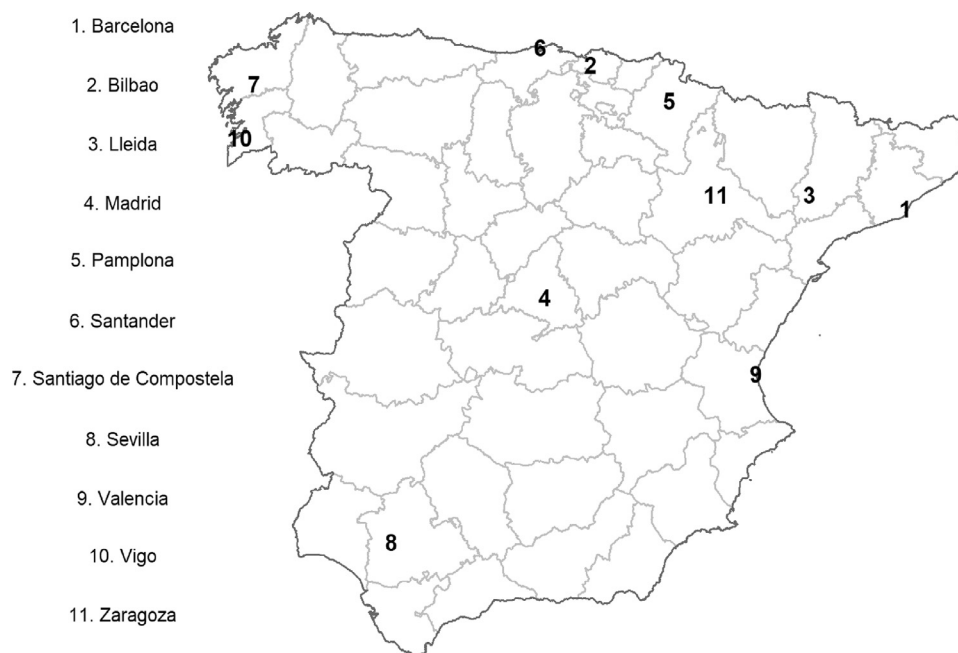 1. Barcelona
2. Bilbao
3. Lleida
4. Madrid
5. Pamplona
6. Santander
7. Santiago de Compostela
8. Sevilla
9. Valencia
10. Vigo
11. Zaragoza
6
2
7
5
10
11
3
1
4
9
8